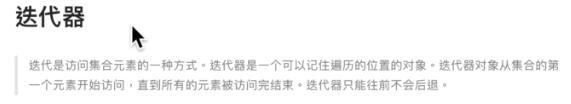 迭代器
迭代是访问集合元素的一种方式。迭代器是一个可以记住遍历的位置的对象。迭代器对象从集合的第
一个元素开始访问，直到所有的元素被访问完结束。迭代器只能往前不会后退。